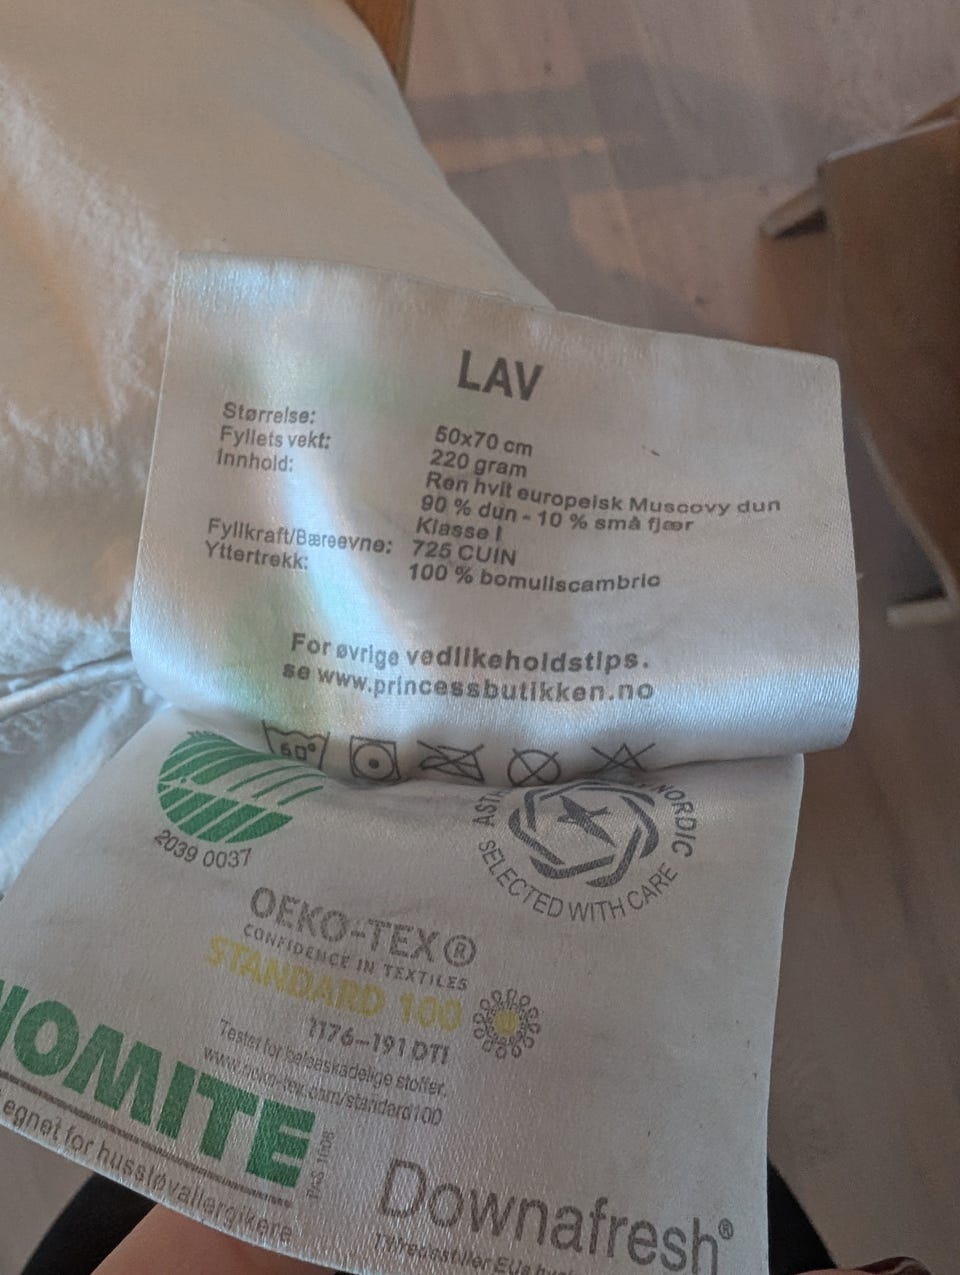 LAV
Størrelse: 50x70 cm
Fyllets vekt: 220 gram
Innhold: Ren hvit europeisk Muscovy dun
90 % dun - 10 % små fjær
Klasse I
Fyllkraft/Bæreevne: 725 CUIN
Yttertrekk: 100 % bomullscambric
For øvrige vedlikeholdstips.
se www.princessbutikken.no
60°
2039 0037
NORDIC
SELECTED WITH CARE
OEKO-TEX®
CONFIDENCE IN TEXTILES
STANDARD 100
1176-191 DTI
Testet for helseskadelige stoffer.
www.oeko-tex.com/standard100
NOMITE
egnet for husstøvallergikere
Downafresh®
Tilfredsstiller EUs